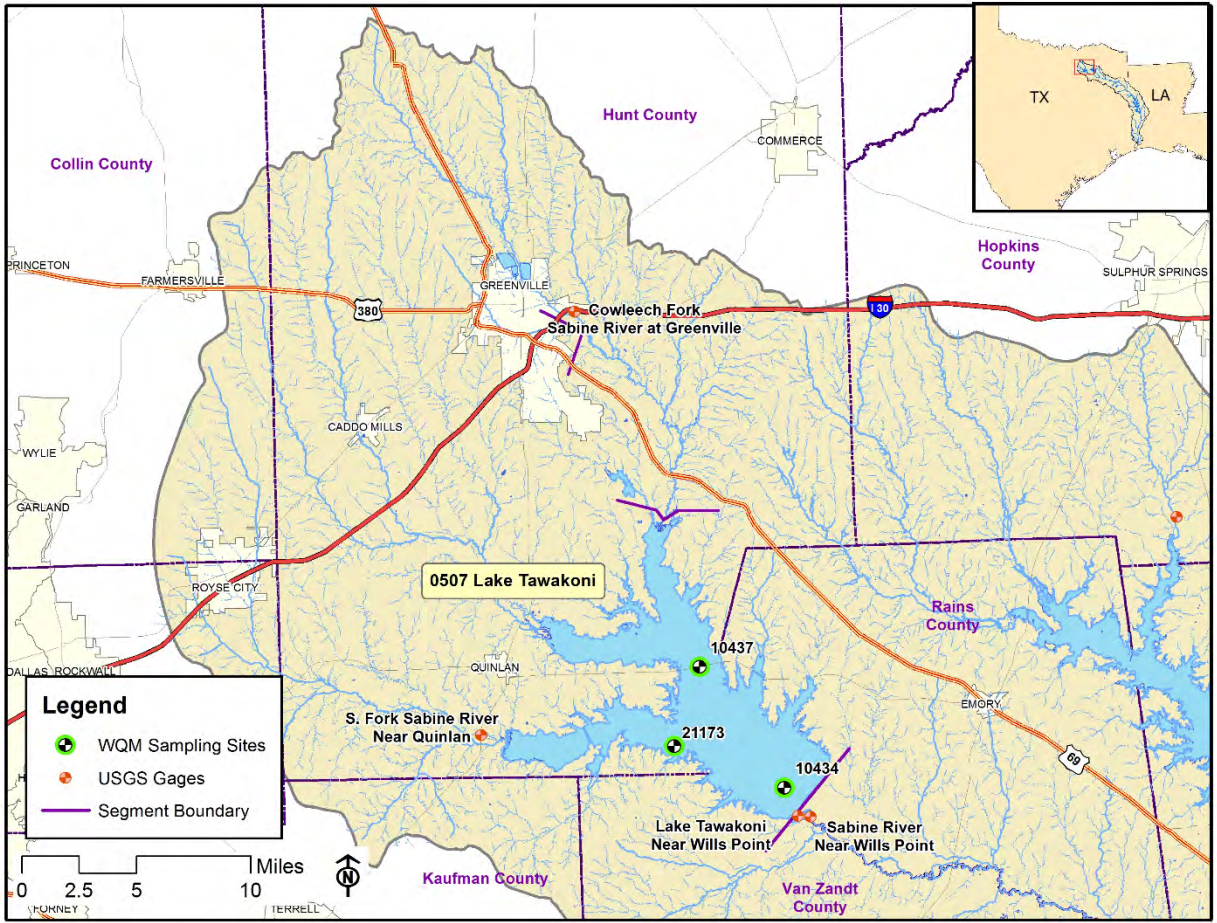 TX
LA
Hunt County
COMMERCE
Collin County
Hopkins
County
SULPHUR SPRINGS
PRINCETON
FARMERSVILLE
GREENVILLE
380
Cowleech Fork
Sabine River at Greenville
I 30
CADDO MILLS
WYLIE
GARLAND
ROYSE CITY
0507 Lake Tawakoni
Rains
County
DALLAS
ROCKWALL
QUINLAN
10437
EMORY
Legend
WQM Sampling Sites
USGS Gages
Segment Boundary
S. Fork Sabine River
Near Quinlan
21173
10434
69
Lake Tawakoni
Near Wills Point
Sabine River
Near Wills Point
Miles
0 2.5 5 10
N
Kaufman County
Van Zandt
County
FORNEY
TERRELL